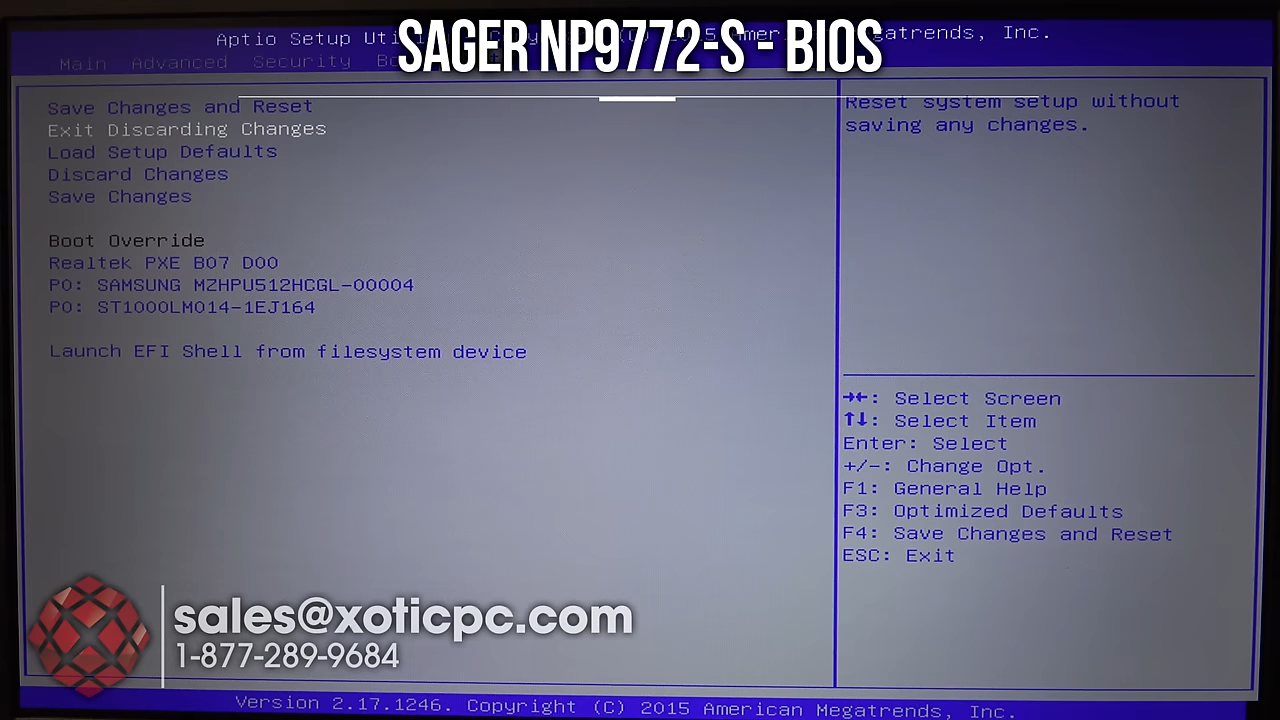 SAGER NP9772-S - BIOS
Aptio Setup (C) 2015 American Megatrends, Inc.
Main Advanced Security
Save Changes and Reset
Exit Discarding Changes
Load Setup Defaults
Discard Changes
Save Changes
Boot Override
Realtek PXE B07 D00
P0: SAMSUNG MZHPU512HCGL-00004
P0: ST1000LM014-1EJ164
Launch EFI Shell from filesystem device
Reset system setup without
saving any changes.
→←: Select Screen
↑↓: Select Item
Enter: Select
+/-: Change Opt.
F1: General Help
F3: Optimized Defaults
F4: Save Changes and Reset
ESC: Exit
sales@xoticpc.com
1-877-289-9684
Version 2.17.1246. Copyright (C) 2015 American Megatrends, Inc.